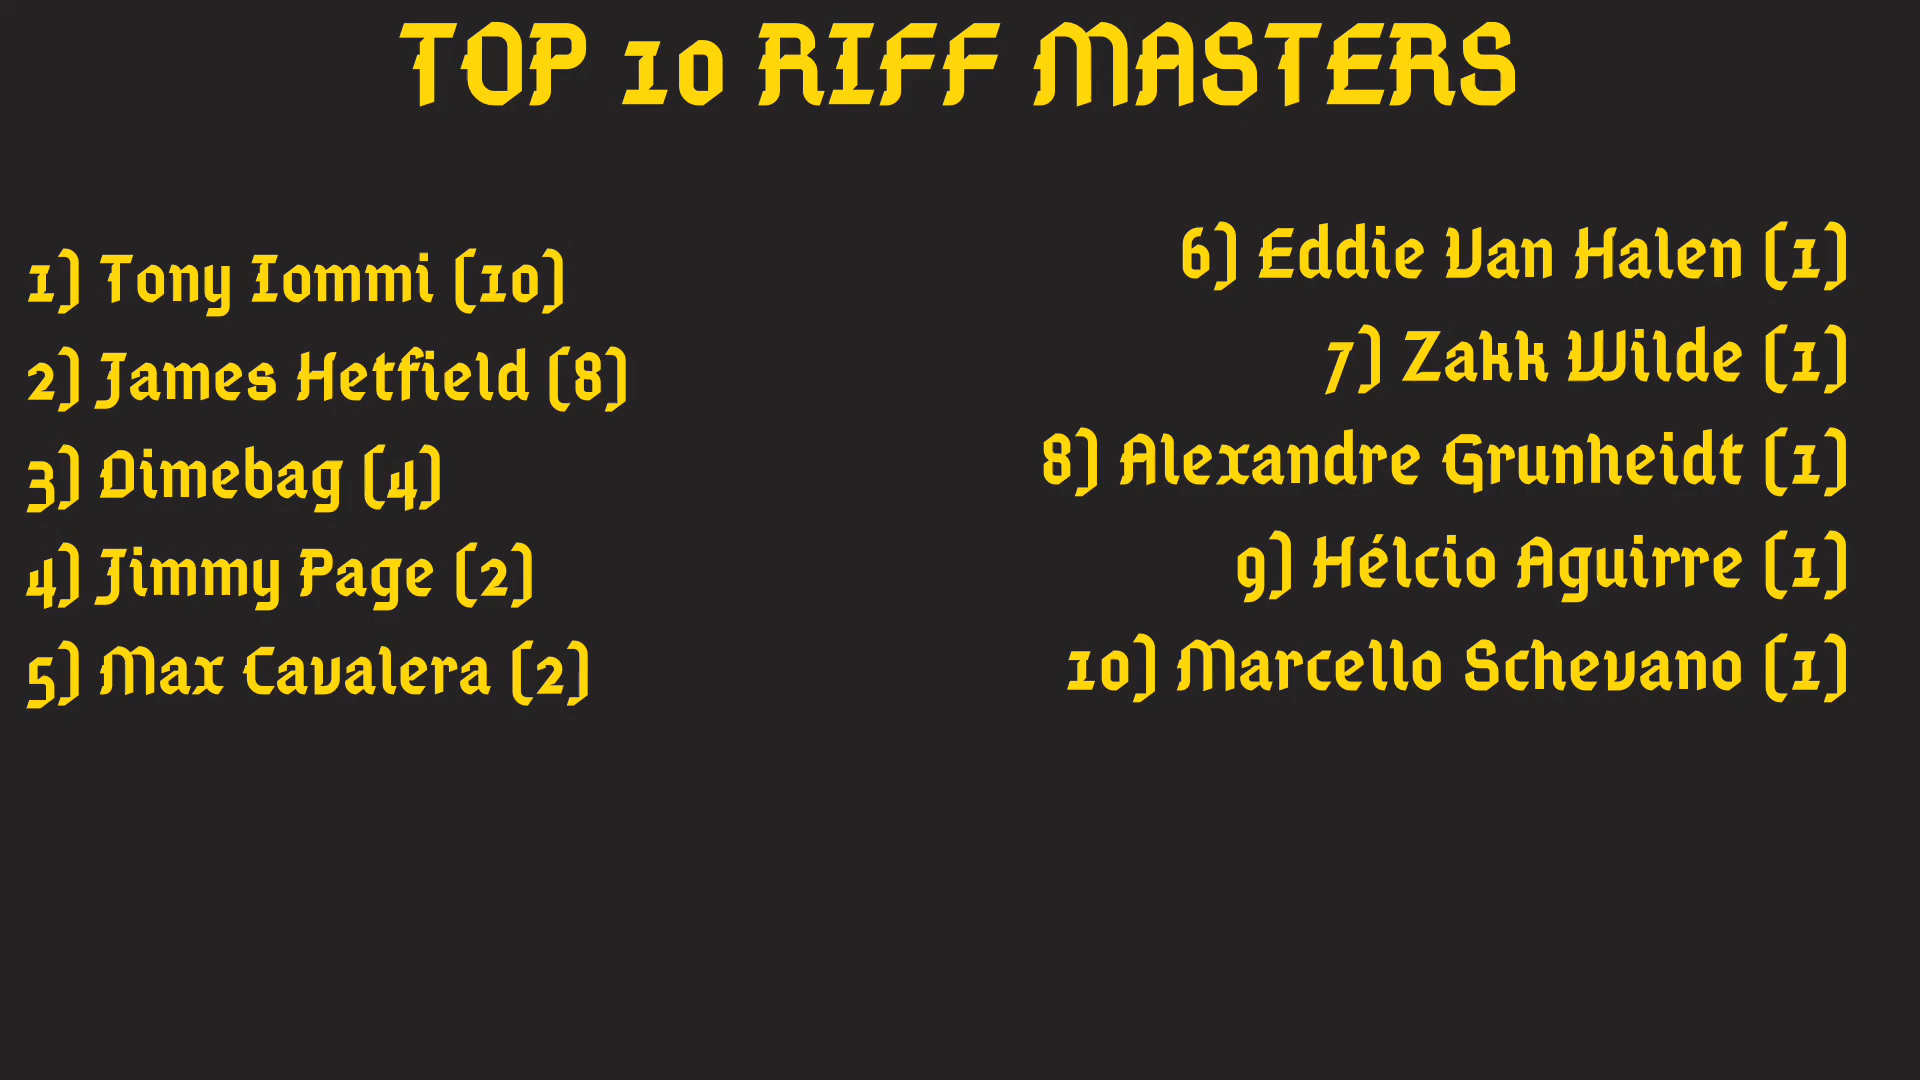 TOP 10 RIFF MASTERS
1) Tony Iommi (10)
2) James Hetfield (8)
3) Dimebag (4)
4) Jimmy Page (2)
5) Max Cavalera (2)
6) Eddie Van Halen (1)
7) Zakk Wilde (1)
8) Alexandre Grunheidt (1)
9) Hélcio Aguirre (1)
10) Marcello Schevano (1)